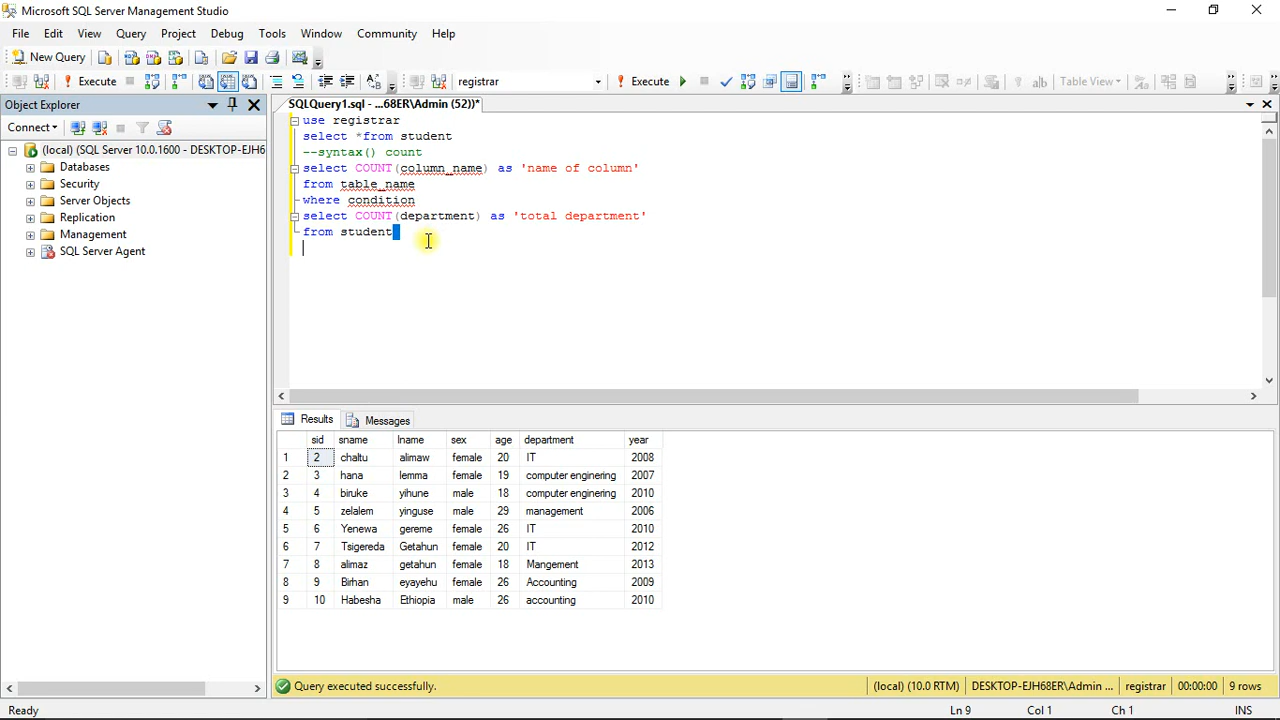 Microsoft SQL Server Management Studio
File Edit View Query Project Debug Tools Window Community Help
New Query
Execute registrar Execute Table View
Object Explorer
SQLQuery1.sql - ...68ER\Admin (52))*
Connect
(local) (SQL Server 10.0.1600 - DESKTOP-EJH6
Databases
Security
Server Objects
Replication
Management
SQL Server Agent
use registrar
select *from student
--syntax() count
select COUNT(column_name) as 'name of column'
from table_name
where condition
select COUNT(department) as 'total department'
from student
Results Messages
sid sname lname sex age department year
1 2 chaltu alimaw female 20 IT 2008
2 3 hana lemma female 19 computer enginering 2007
3 4 biruke yihune male 18 computer enginering 2010
4 5 zelalem yinguse male 29 management 2006
5 6 Yenewa gereme female 26 IT 2010
6 7 Tsigereda Getahun female 20 IT 2012
7 8 alimaz getahun female 18 Mangement 2013
8 9 Birhan eyayehu female 26 Accounting 2009
9 10 Habesha Ethiopia male 26 accounting 2010
Query executed successfully. (local) (10.0 RTM) DESKTOP-EJH68ER\Admin ... registrar 00:00:00 9 rows
Ready Ln 9 Col 1 Ch 1 INS